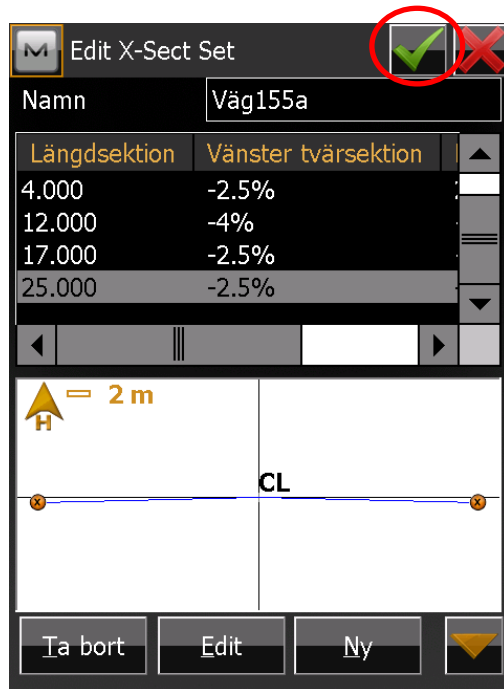 Edit X-Sect Set
Namn Väg155a
Längdsektion Vänster tvärsektion
4.000 -2.5%
12.000 -4%
17.000 -2.5%
25.000 -2.5%
2 m
H
CL
Ta bort Edit Ny